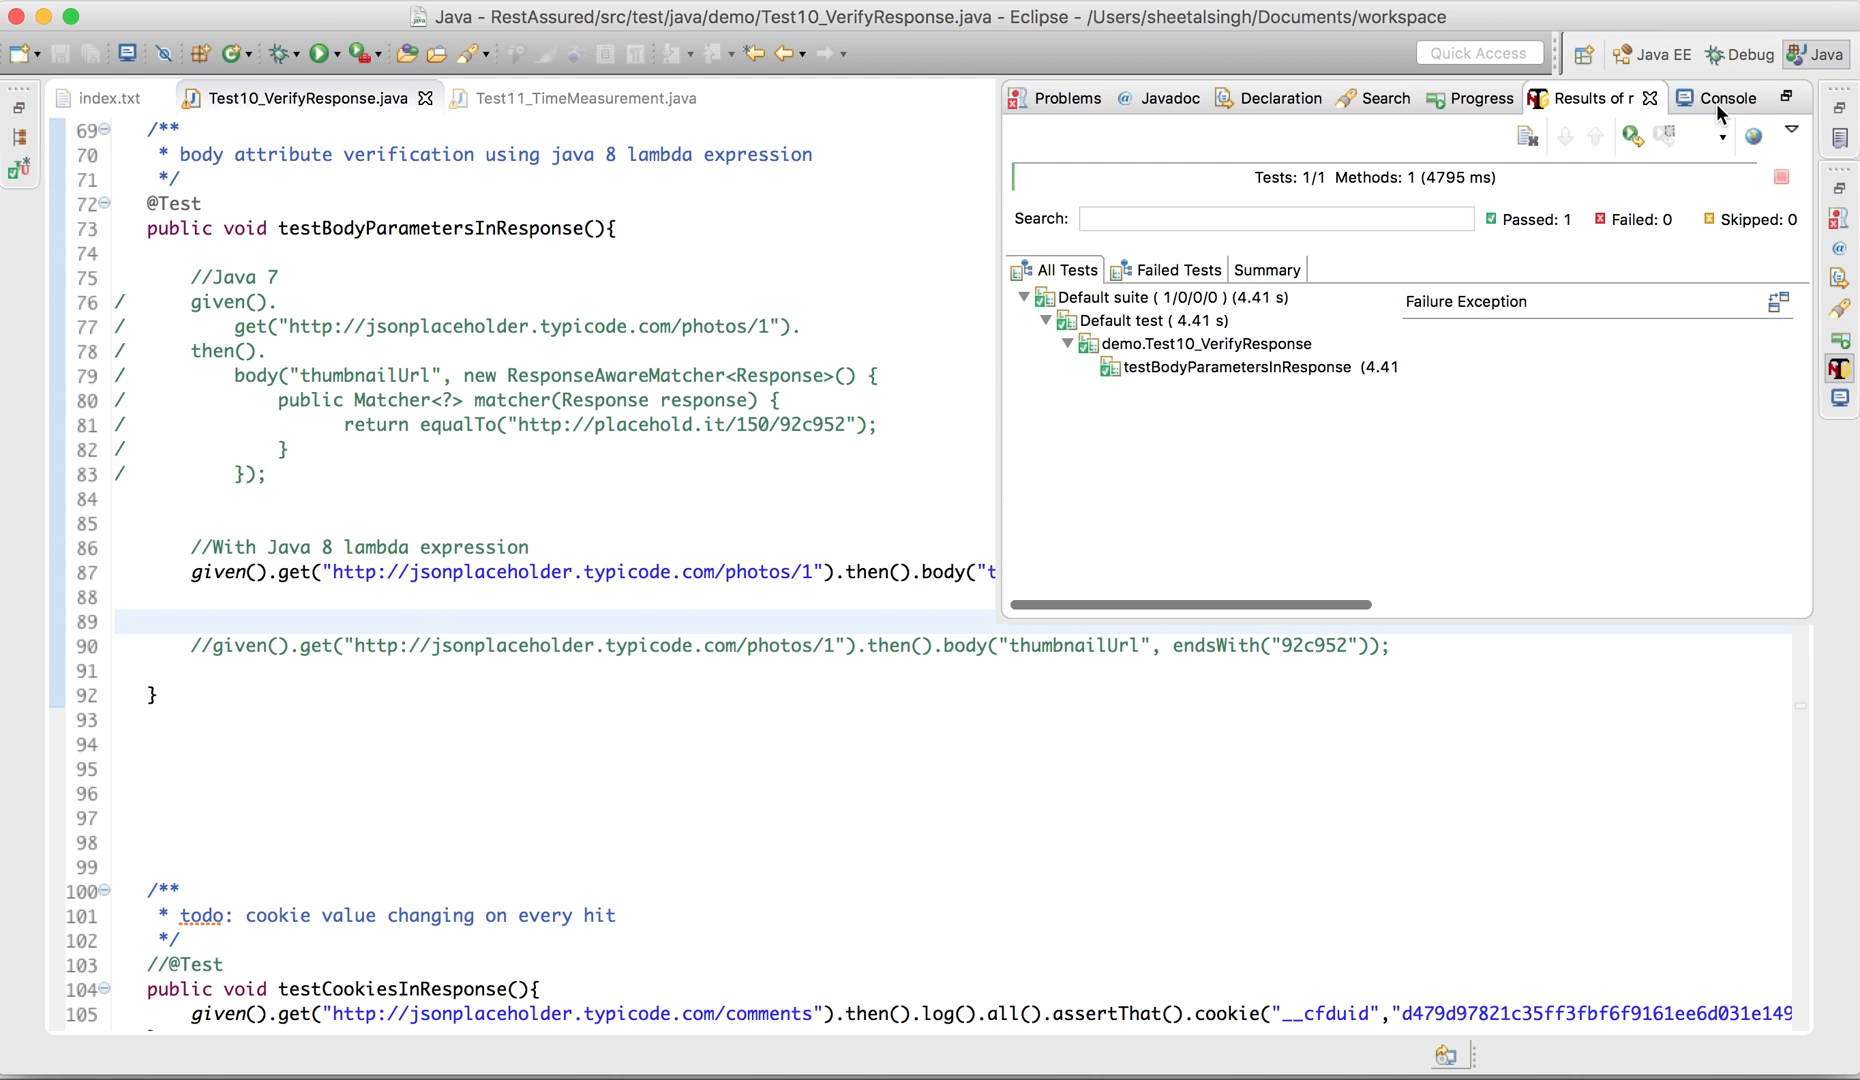 Java - RestAssured/src/test/java/demo/Test10_VerifyResponse.java - Eclipse - /Users/sheetalsingh/Documents/workspace
Quick Access
Java EE
Debug
Java
index.txt
Test10_VerifyResponse.java
Test11_TimeMeasurement.java
69 /**
70 * body attribute verification using java 8 lambda expression
71 */
72 @Test
73 public void testBodyParametersInResponse(){
74
75 //Java 7
76 / given().
77 / get("http://jsonplaceholder.typicode.com/photos/1").
78 / then().
79 / body("thumbnailUrl", new ResponseAwareMatcher<Response>() {
80 / public Matcher<?> matcher(Response response) {
81 / return equalTo("http://placehold.it/150/92c952");
82 / }
83 / });
84
85
86 //With Java 8 lambda expression
87 given().get("http://jsonplaceholder.typicode.com/photos/1").then().body("t
88
89
90 //given().get("http://jsonplaceholder.typicode.com/photos/1").then().body("thumbnailUrl", endsWith("92c952"));
91
92 }
93
94
95
96
97
98
99
100 /**
101 * todo: cookie value changing on every hit
102 */
103 //@Test
104 public void testCookiesInResponse(){
105 given().get("http://jsonplaceholder.typicode.com/comments").then().log().all().assertThat().cookie("__cfduid","d479d97821c35ff3fbf6f9161ee6d031e149
Problems
@ Javadoc
Declaration
Search
Progress
Results of r
Console
Tests: 1/1 Methods: 1 (4795 ms)
Search:
Passed: 1
Failed: 0
Skipped: 0
All Tests
Failed Tests
Summary
Default suite ( 1/0/0/0 ) (4.41 s)
Default test ( 4.41 s)
demo.Test10_VerifyResponse
testBodyParametersInResponse (4.41
Failure Exception